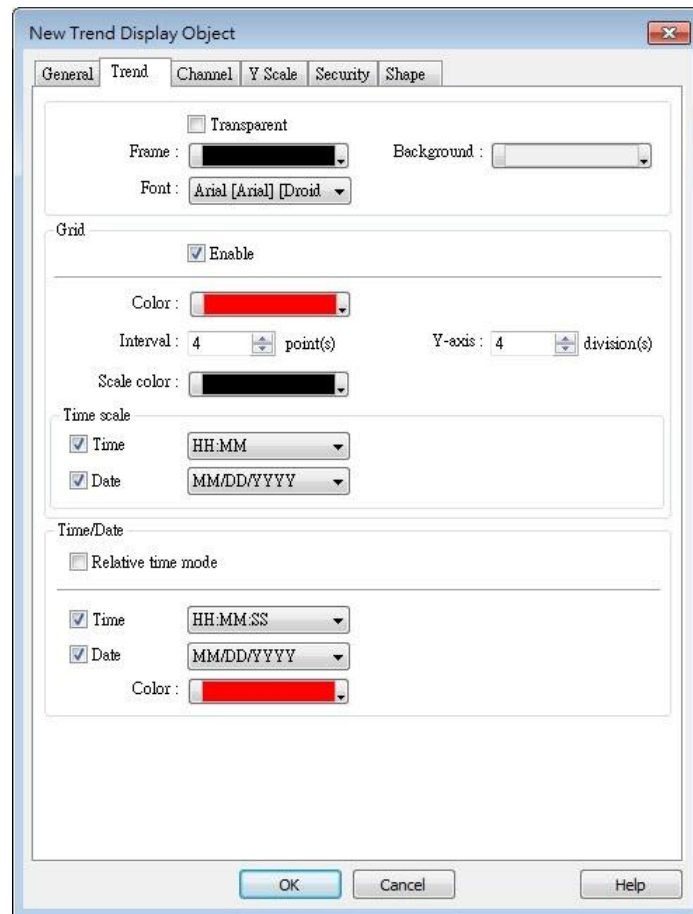 New Trend Display Object
General Trend Channel Y Scale Security Shape
Transparent
Frame : Background :
Font : Arial [Arial] [Droid
Grid
Enable
Color :
Interval : 4 point(s) Y-axis : 4 division(s)
Scale color :
Time scale
Time HH:MM
Date MM/DD/YYYY
Time/Date
Relative time mode
Time HH:MM:SS
Date MM/DD/YYYY
Color :
OK Cancel Help